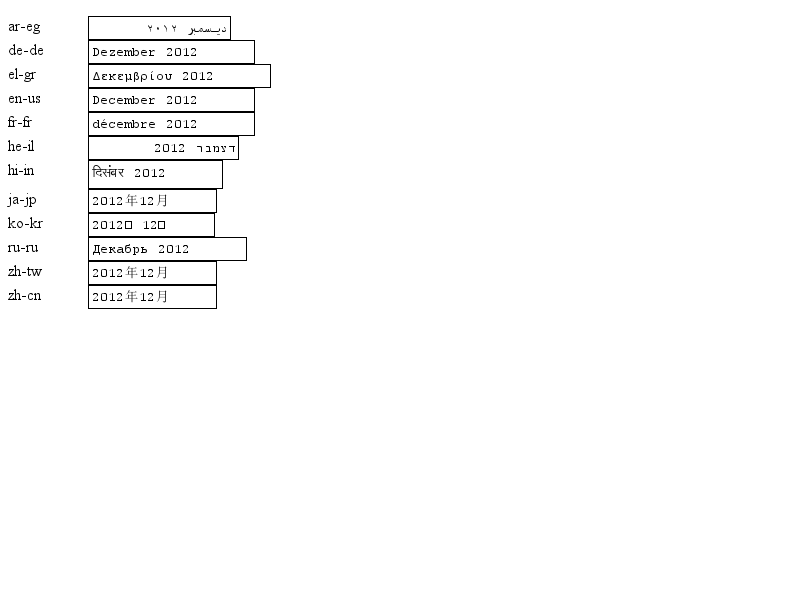 ar-eg ديسمبر ٢٠١٢
de-de Dezember 2012
el-gr Δεκεμβρίου 2012
en-us December 2012
fr-fr décembre 2012
he-il דצמבר 2012
hi-in दिसंबर 2012
ja-jp 2012年12月
ko-kr 2012□ 12□
ru-ru Декабрь 2012
zh-tw 2012年12月
zh-cn 2012年12月